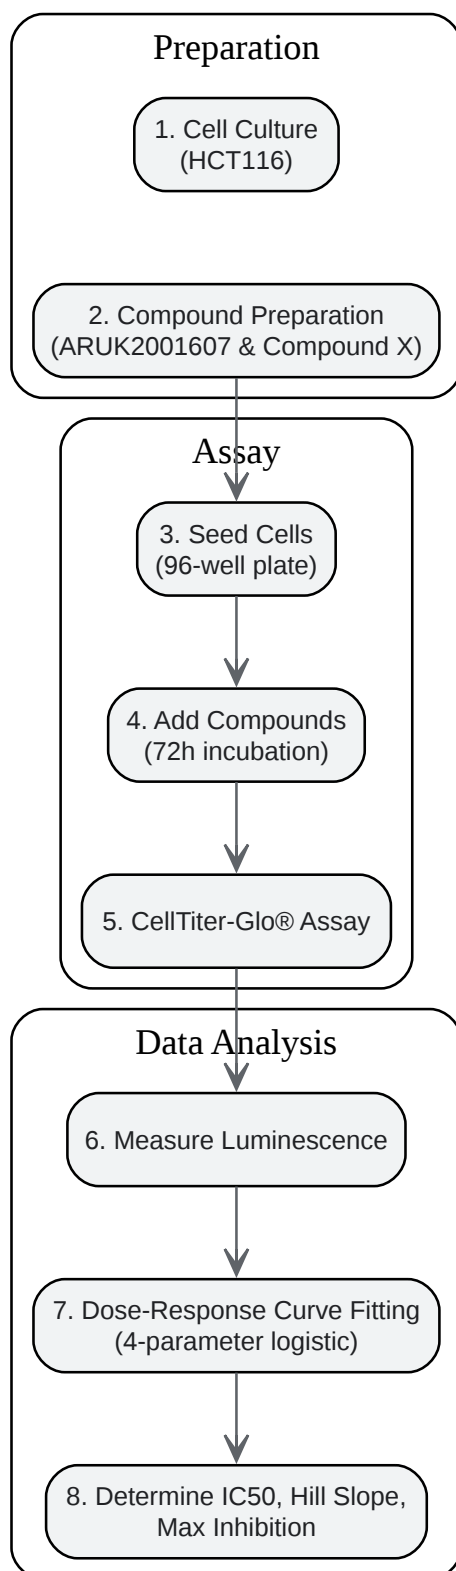 Preparation
1. Cell Culture
(HCT116)
2. Compound Preparation
(ARUK2001607 & Compound X)
Assay
3. Seed Cells
(96-well plate)
4. Add Compounds
(72h incubation)
5. CellTiter-Glo® Assay
Data Analysis
6. Measure Luminescence
7. Dose-Response Curve Fitting
(4-parameter logistic)
8. Determine IC50, Hill Slope,
Max Inhibition